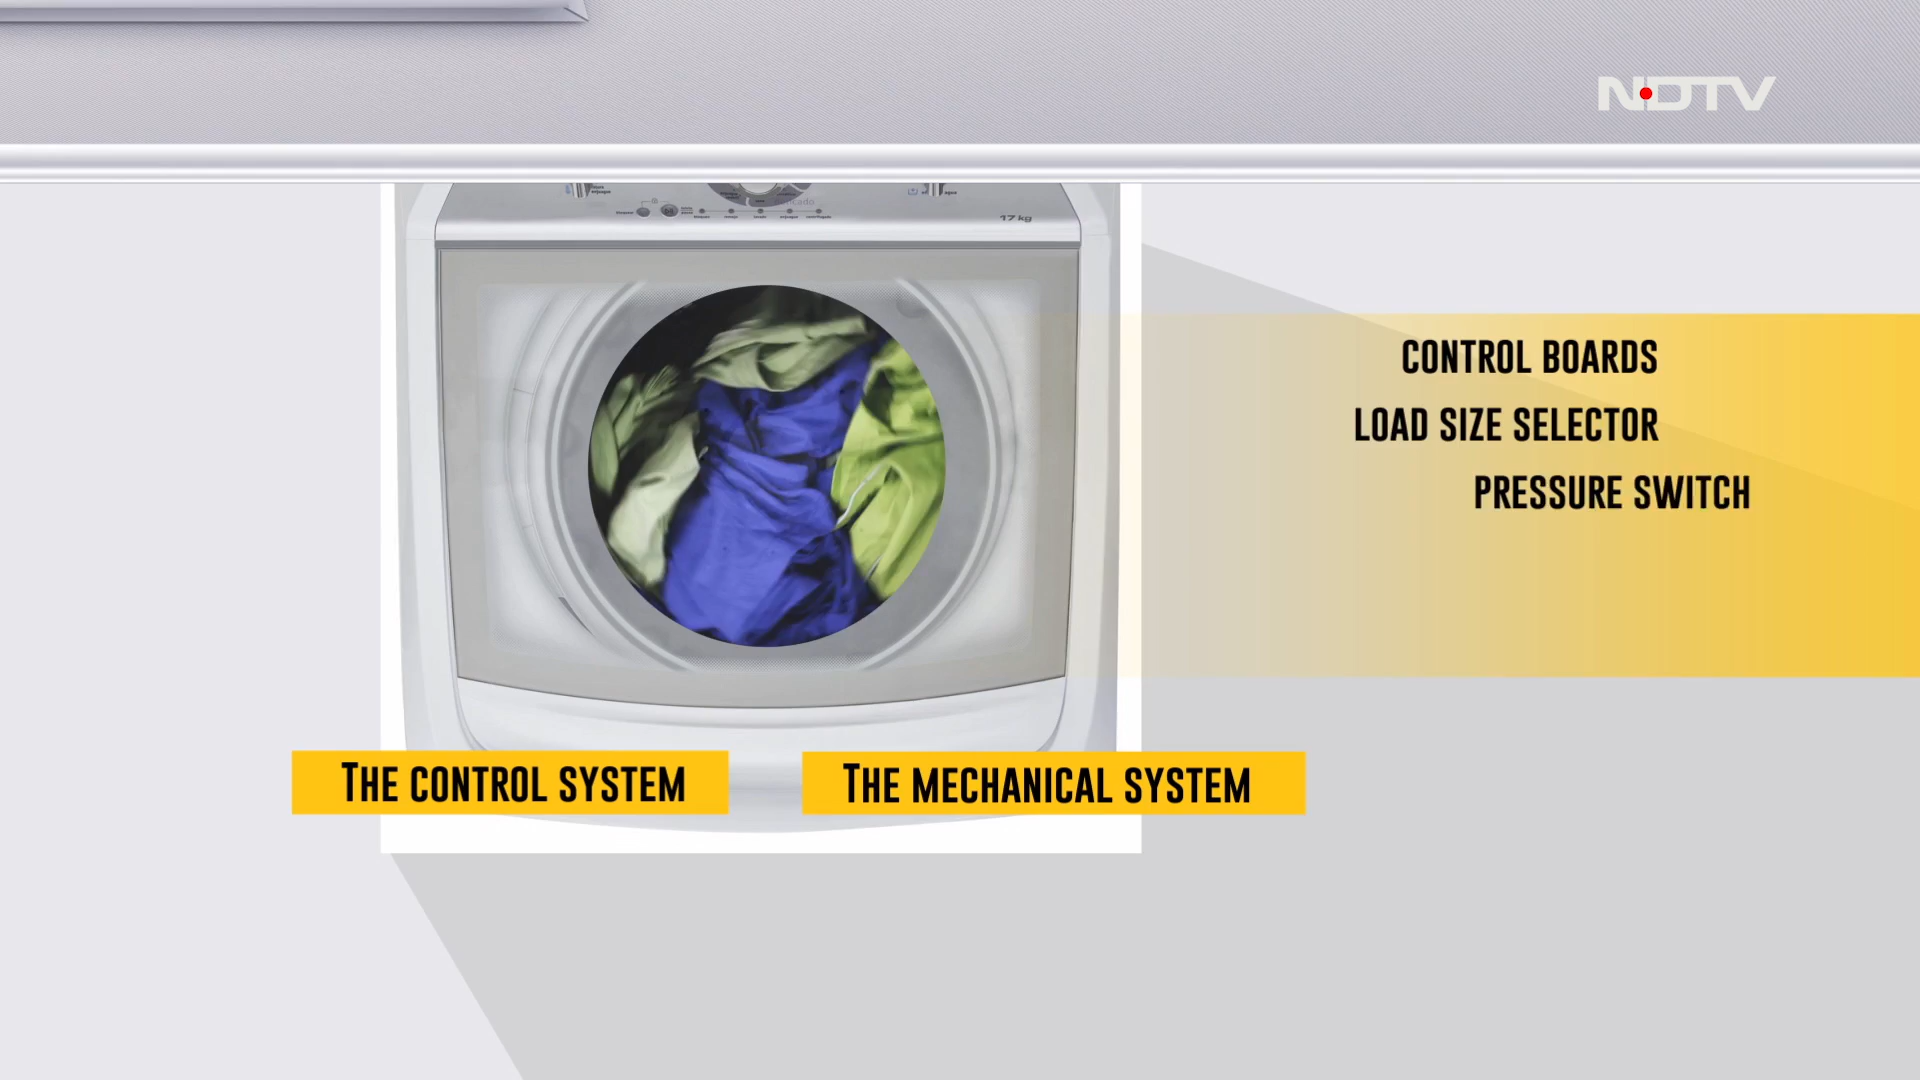 NDTV
17 kg
CONTROL BOARDS
LOAD SIZE SELECTOR
PRESSURE SWITCH
THE CONTROL SYSTEM
THE MECHANICAL SYSTEM